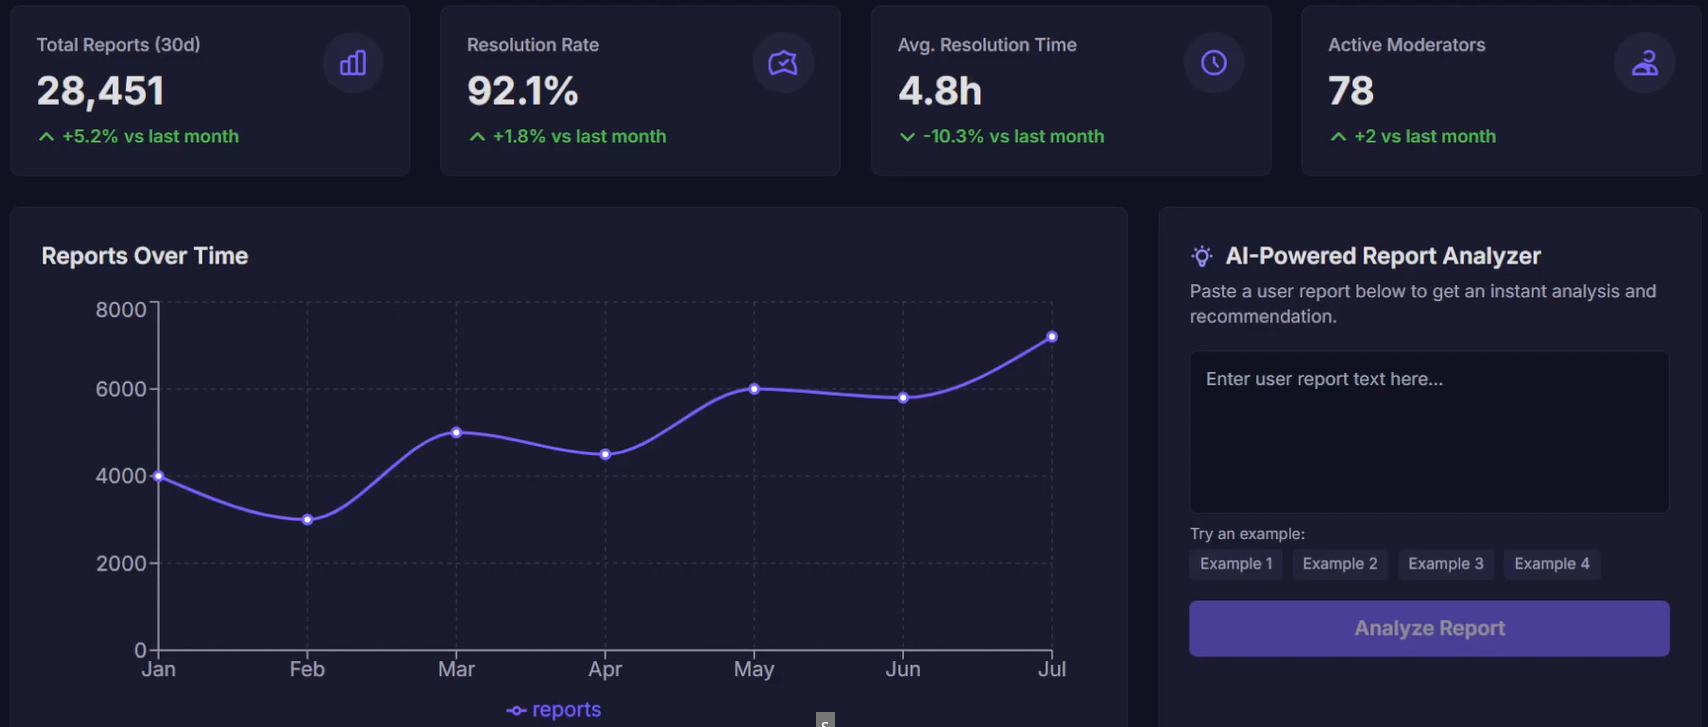 Total Reports (30d)
28,451
+5.2% vs last month
Resolution Rate
92.1%
+1.8% vs last month
Avg. Resolution Time
4.8h
-10.3% vs last month
Active Moderators
78
+2 vs last month
Reports Over Time
8000
6000
4000
2000
0
Jan Feb Mar Apr May Jun Jul
reports
AI-Powered Report Analyzer
Paste a user report below to get an instant analysis and
recommendation.
Enter user report text here...
Try an example:
Example 1 Example 2 Example 3 Example 4
Analyze Report